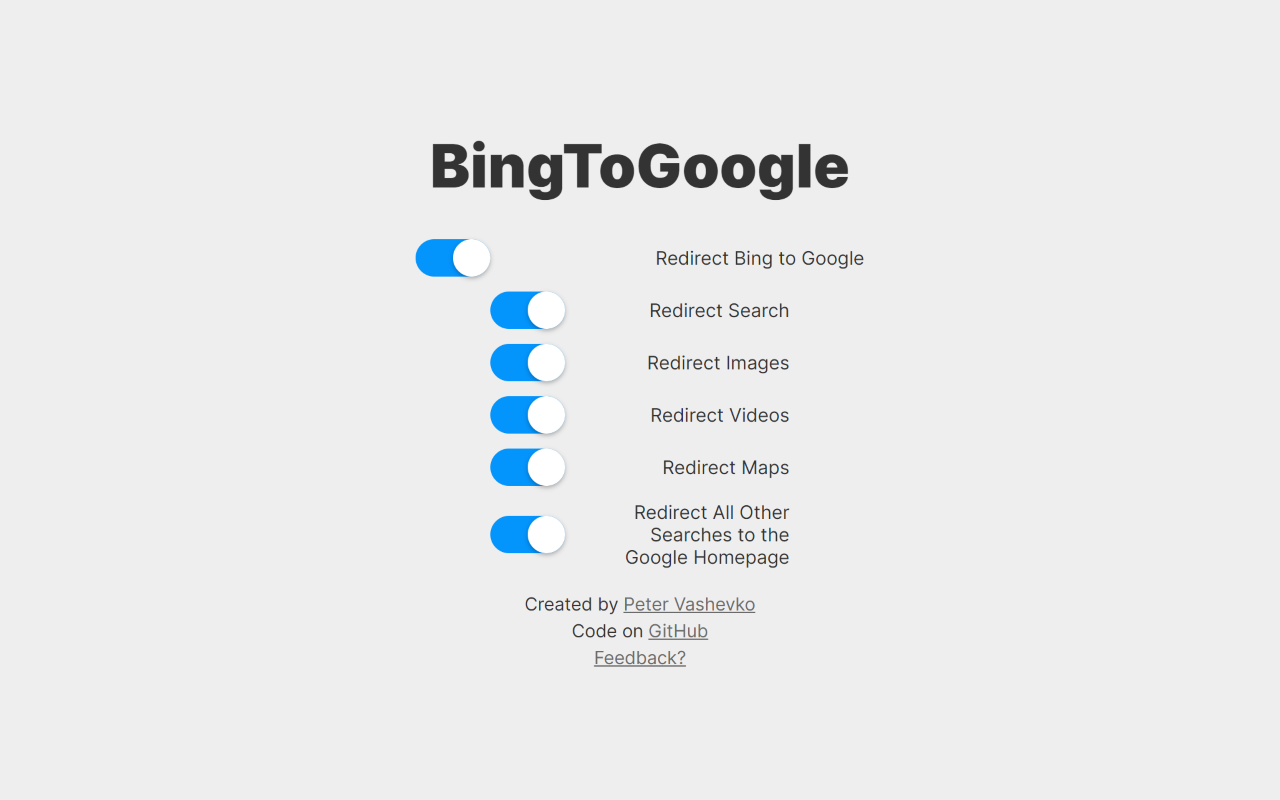 BingToGoogle
Redirect Bing to Google
Redirect Search
Redirect Images
Redirect Videos
Redirect Maps
Redirect All Other
Searches to the
Google Homepage
Created by Peter Vashevko
Code on GitHub
Feedback?